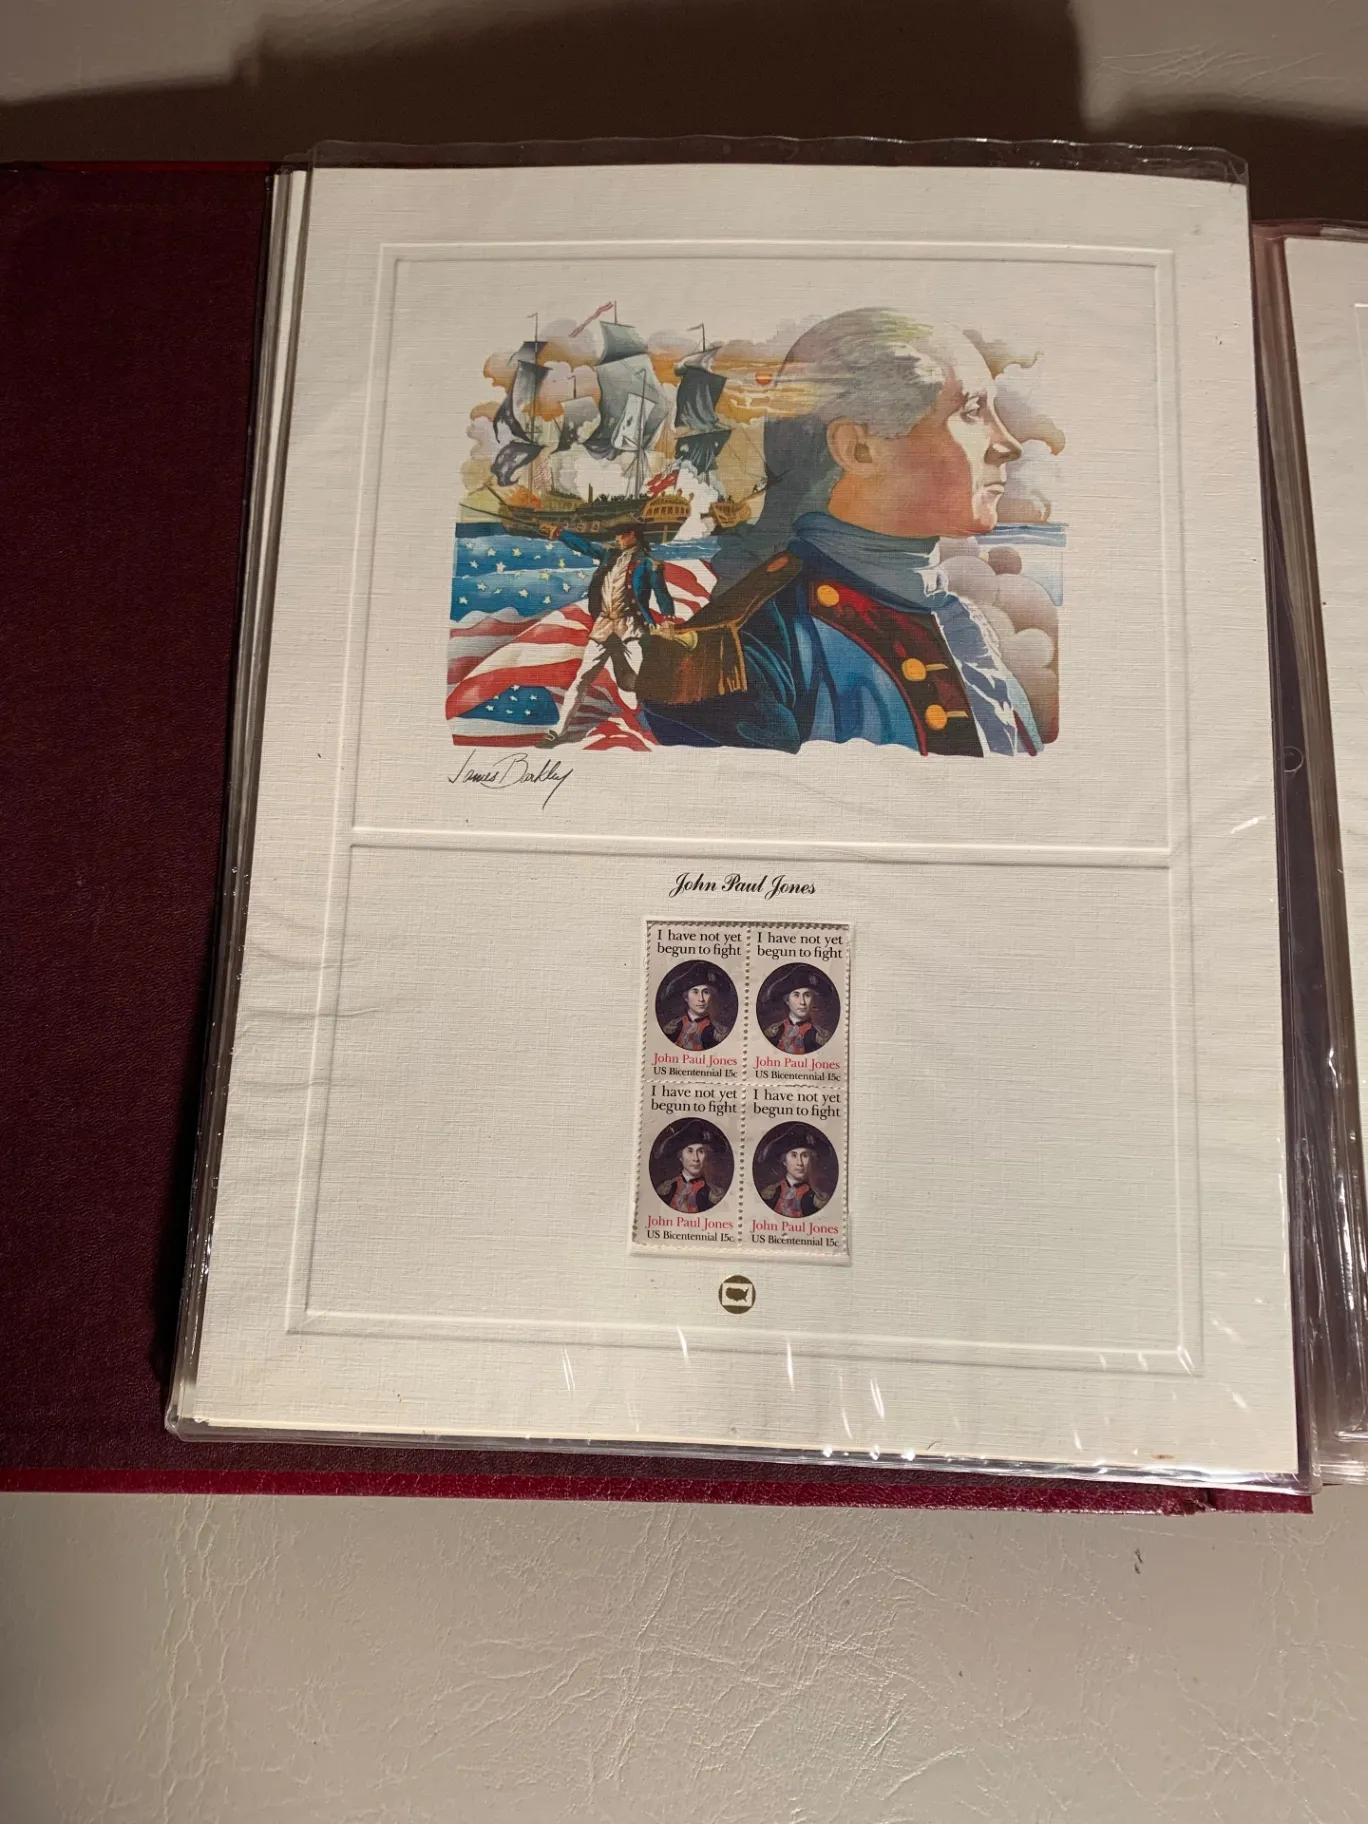 James Barkley
John Paul Jones
I have not yet
begun to fight
John Paul Jones
US Bicentennial 15c
I have not yet
begun to fight
John Paul Jones
US Bicentennial 15c
I have not yet
begun to fight
John Paul Jones
US Bicentennial 15c
I have not yet
begun to fight
John Paul Jones
US Bicentennial 15c